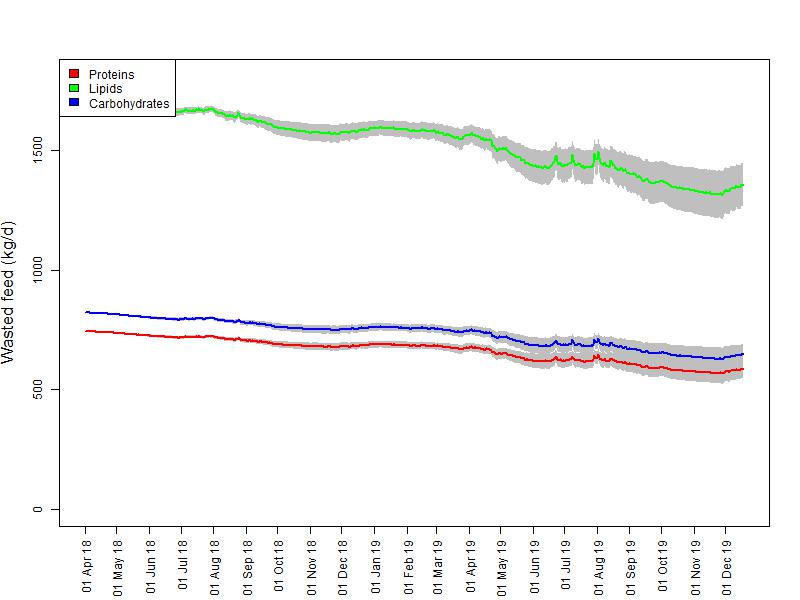 Proteins
Lipids
Carbohydrates
Wasted feed (kg/d)
1500
1000
500
0
01 Apr 18
01 May 18
01 Jun 18
01 Jul 18
01 Aug 18
01 Sep 18
01 Oct 18
01 Nov 18
01 Dec 18
01 Jan 19
01 Feb 19
01 Mar 19
01 Apr 19
01 May 19
01 Jun 19
01 Jul 19
01 Aug 19
01 Sep 19
01 Oct 19
01 Nov 19
01 Dec 19